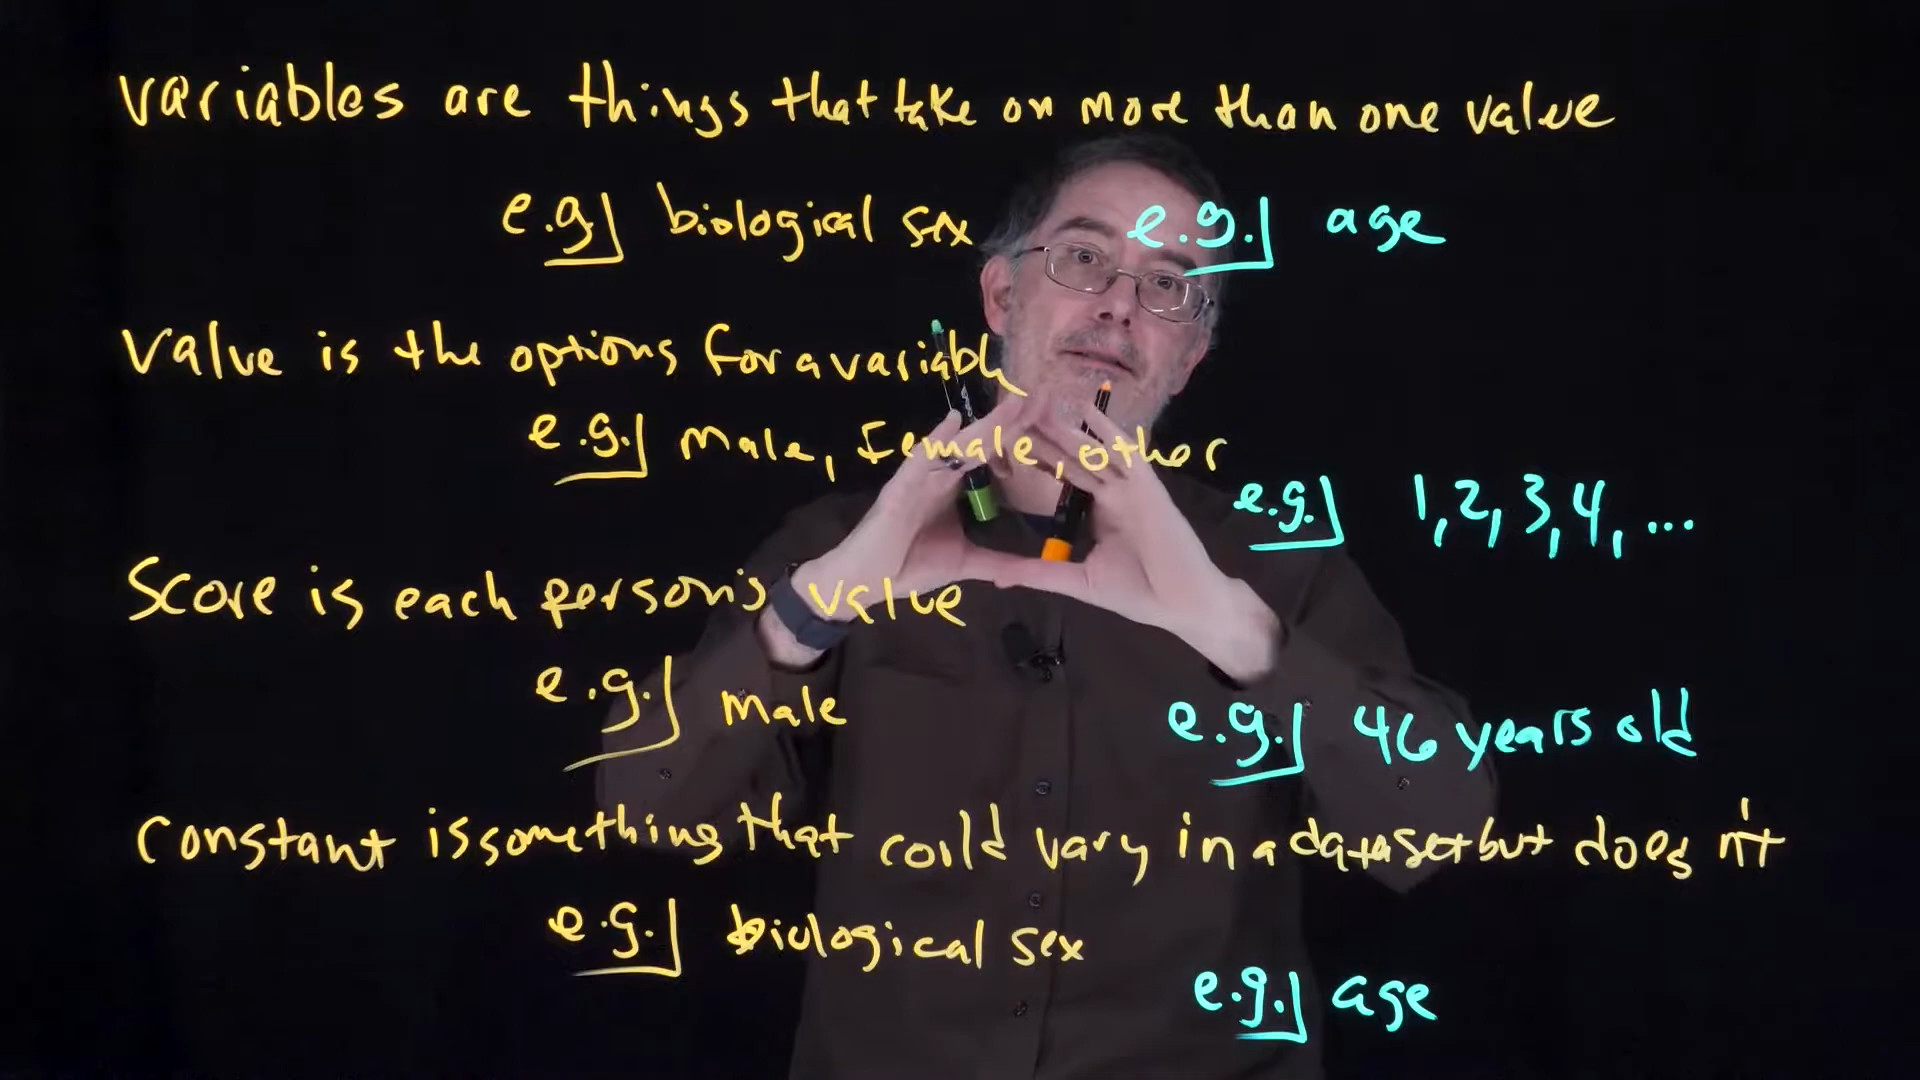 variables are things that take on more than one value
e.g. biological sex e.g. age
value is the options for a variable
e.g. male, female, other
e.g. 1, 2, 3, 4, ...
Score is each person's value
e.g. male e.g. 46 years old
constant is something that could vary in a dataset but doesn't
e.g. biological sex
e.g. age